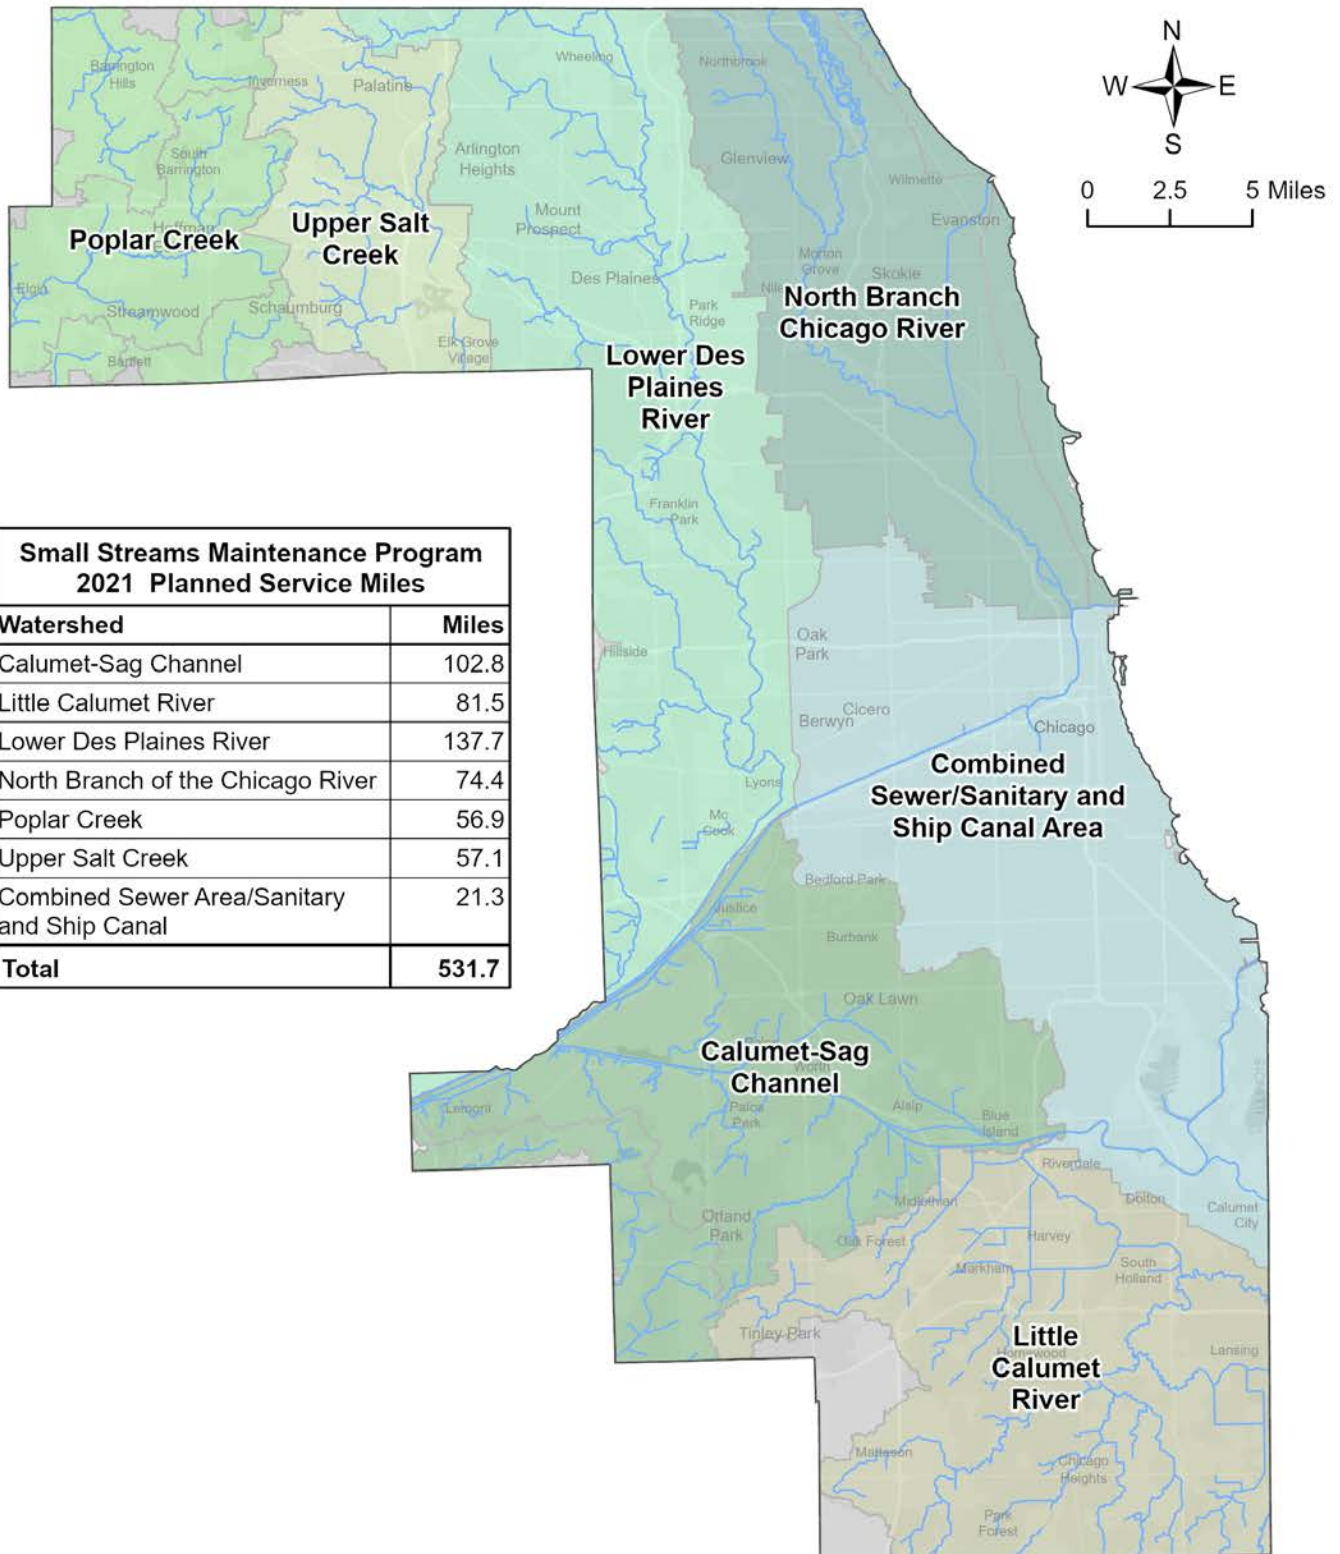 N
W E
S
0 2.5 5 Miles
Barrington
Hills
Inverness
Palatine
Wheeling
Northbrook
South
Barrington
Arlington
Heights
Glenview
Wilmette
Hoffman
Poplar Creek
Upper Salt
Creek
Mount
Prospect
Evanston
Elgin
Streamwood
Schaumburg
Des Plaines
Morton
Grove
Skokie
North Branch
Chicago River
Park
Ridge
Bartlett
Elk Grove
Village
Lower Des
Plaines
River
Franklin
Park
Small Streams Maintenance Program
2021 Planned Service Miles
Watershed Miles
Calumet-Sag Channel 102.8
Little Calumet River 81.5
Lower Des Plaines River 137.7
North Branch of the Chicago River 74.4
Poplar Creek 56.9
Upper Salt Creek 57.1
Combined Sewer Area/Sanitary
and Ship Canal 21.3
Total 531.7
Hillside
Oak
Park
Cicero
Berwyn
Chicago
Lyons
Mc
Cook
Combined
Sewer/Sanitary and
Ship Canal Area
Bedford Park
Justice
Burbank
Oak Lawn
Calumet-Sag
Channel
Worth
Lemont
Palos
Park
Alsip
Blue
Island
Riverdale
Midlothian
Dolton
Calumet
City
Orland
Park
Oak Forest
Harvey
Markham
South
Holland
Tinley Park
Little
Calumet
River
Homewood
Lansing
Matteson
Chicago
Heights
Park
Forest